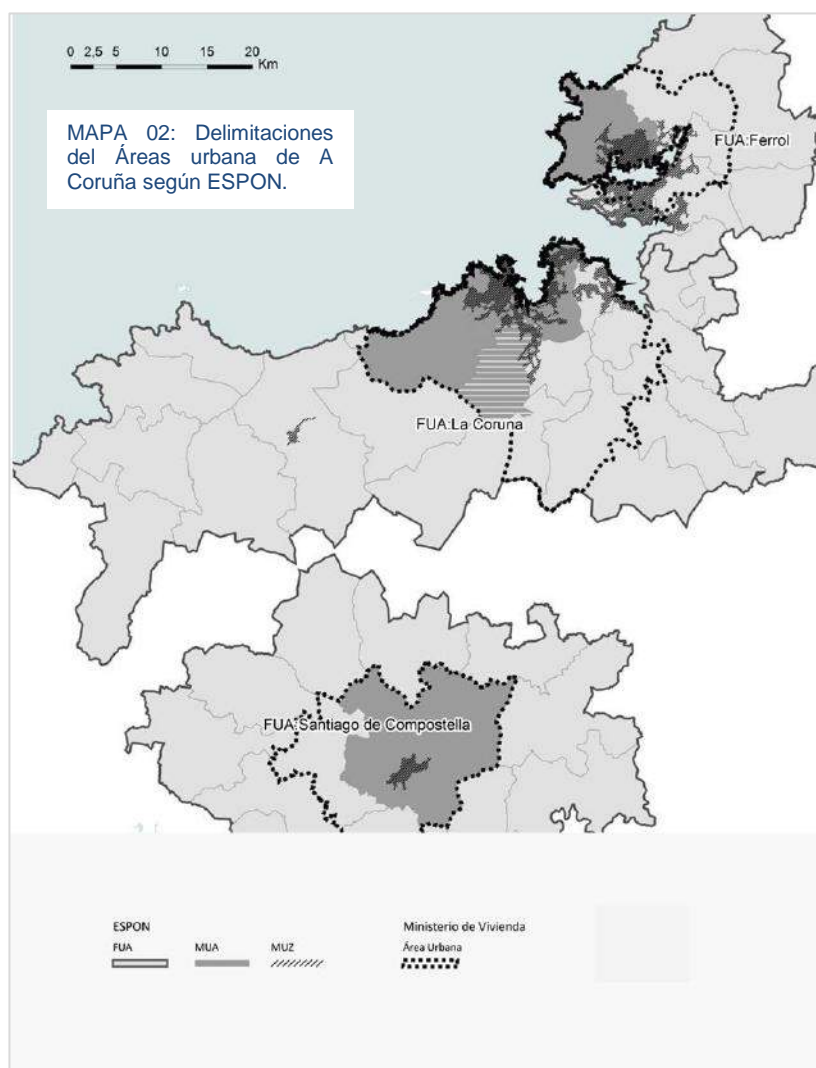 0 2,5 5 10 15 20
Km
MAPA 02: Delimitaciones
del Áreas urbana de A
Coruña según ESPON.
FUA:Ferrol
FUA:La Coruna
FUA:Santiago de Compostella
ESPON
FUA MUA MUZ
Ministerio de Vivienda
Área Urbana